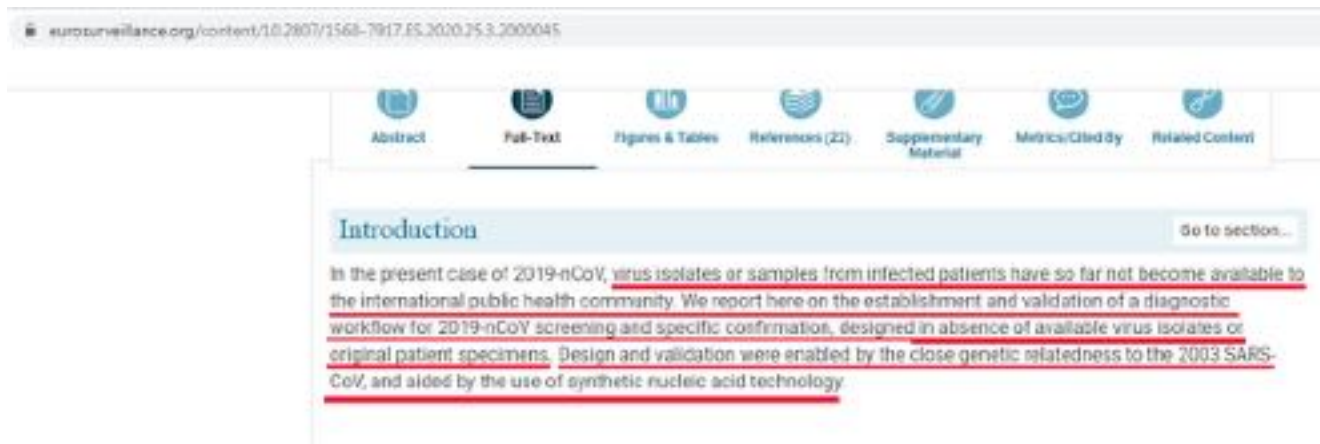 eurosurveillance.org/content/10.2807/1560-7917.ES.2020.25.3.2000045
Abstract
Full-Text
Figures & Tables
References (22)
Supplementary
Material
Metrics/Cited By
Related Content
Introduction
Go to section...
In the present case of 2019-nCoV, virus isolates or samples from infected patients have so far not become available to
the international public health community. We report here on the establishment and validation of a diagnostic
workflow for 2019-nCoV screening and specific confirmation, designed in absence of available virus isolates or
original patient specimens. Design and validation were enabled by the close genetic relatedness to the 2003 SARS-
CoV, and aided by the use of synthetic nucleic acid technology.